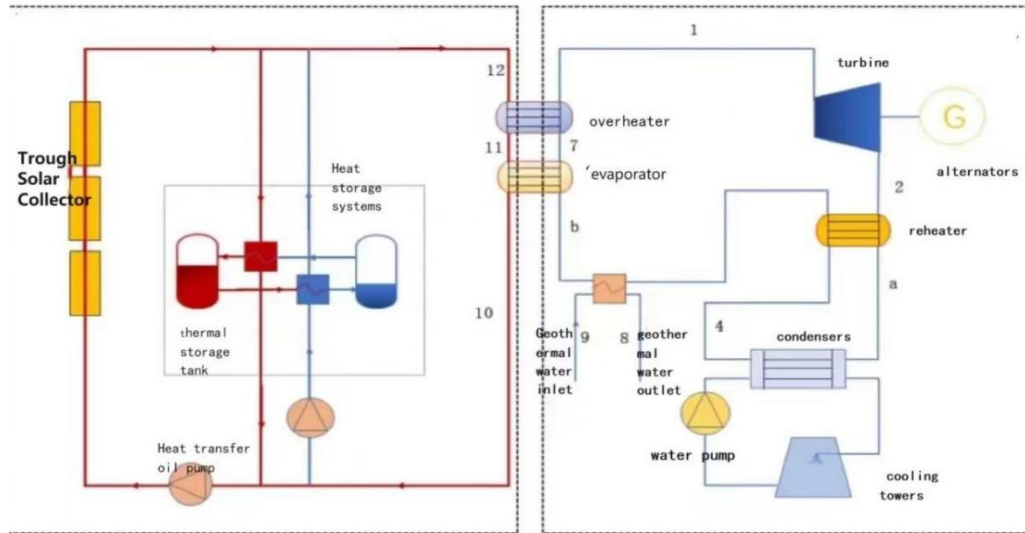 1
turbine
12
overheater
G
11
7
Trough
Solar
Collector
Heat
storage
systems
'evaporator
alternators
2
b
reheater
a
10
thermal
storage
tank
Geoth
ermal
water
inlet
9
8
geother
mal
water
outlet
4
condensers
Heat transfer
oil pump
water pump
cooling
towers